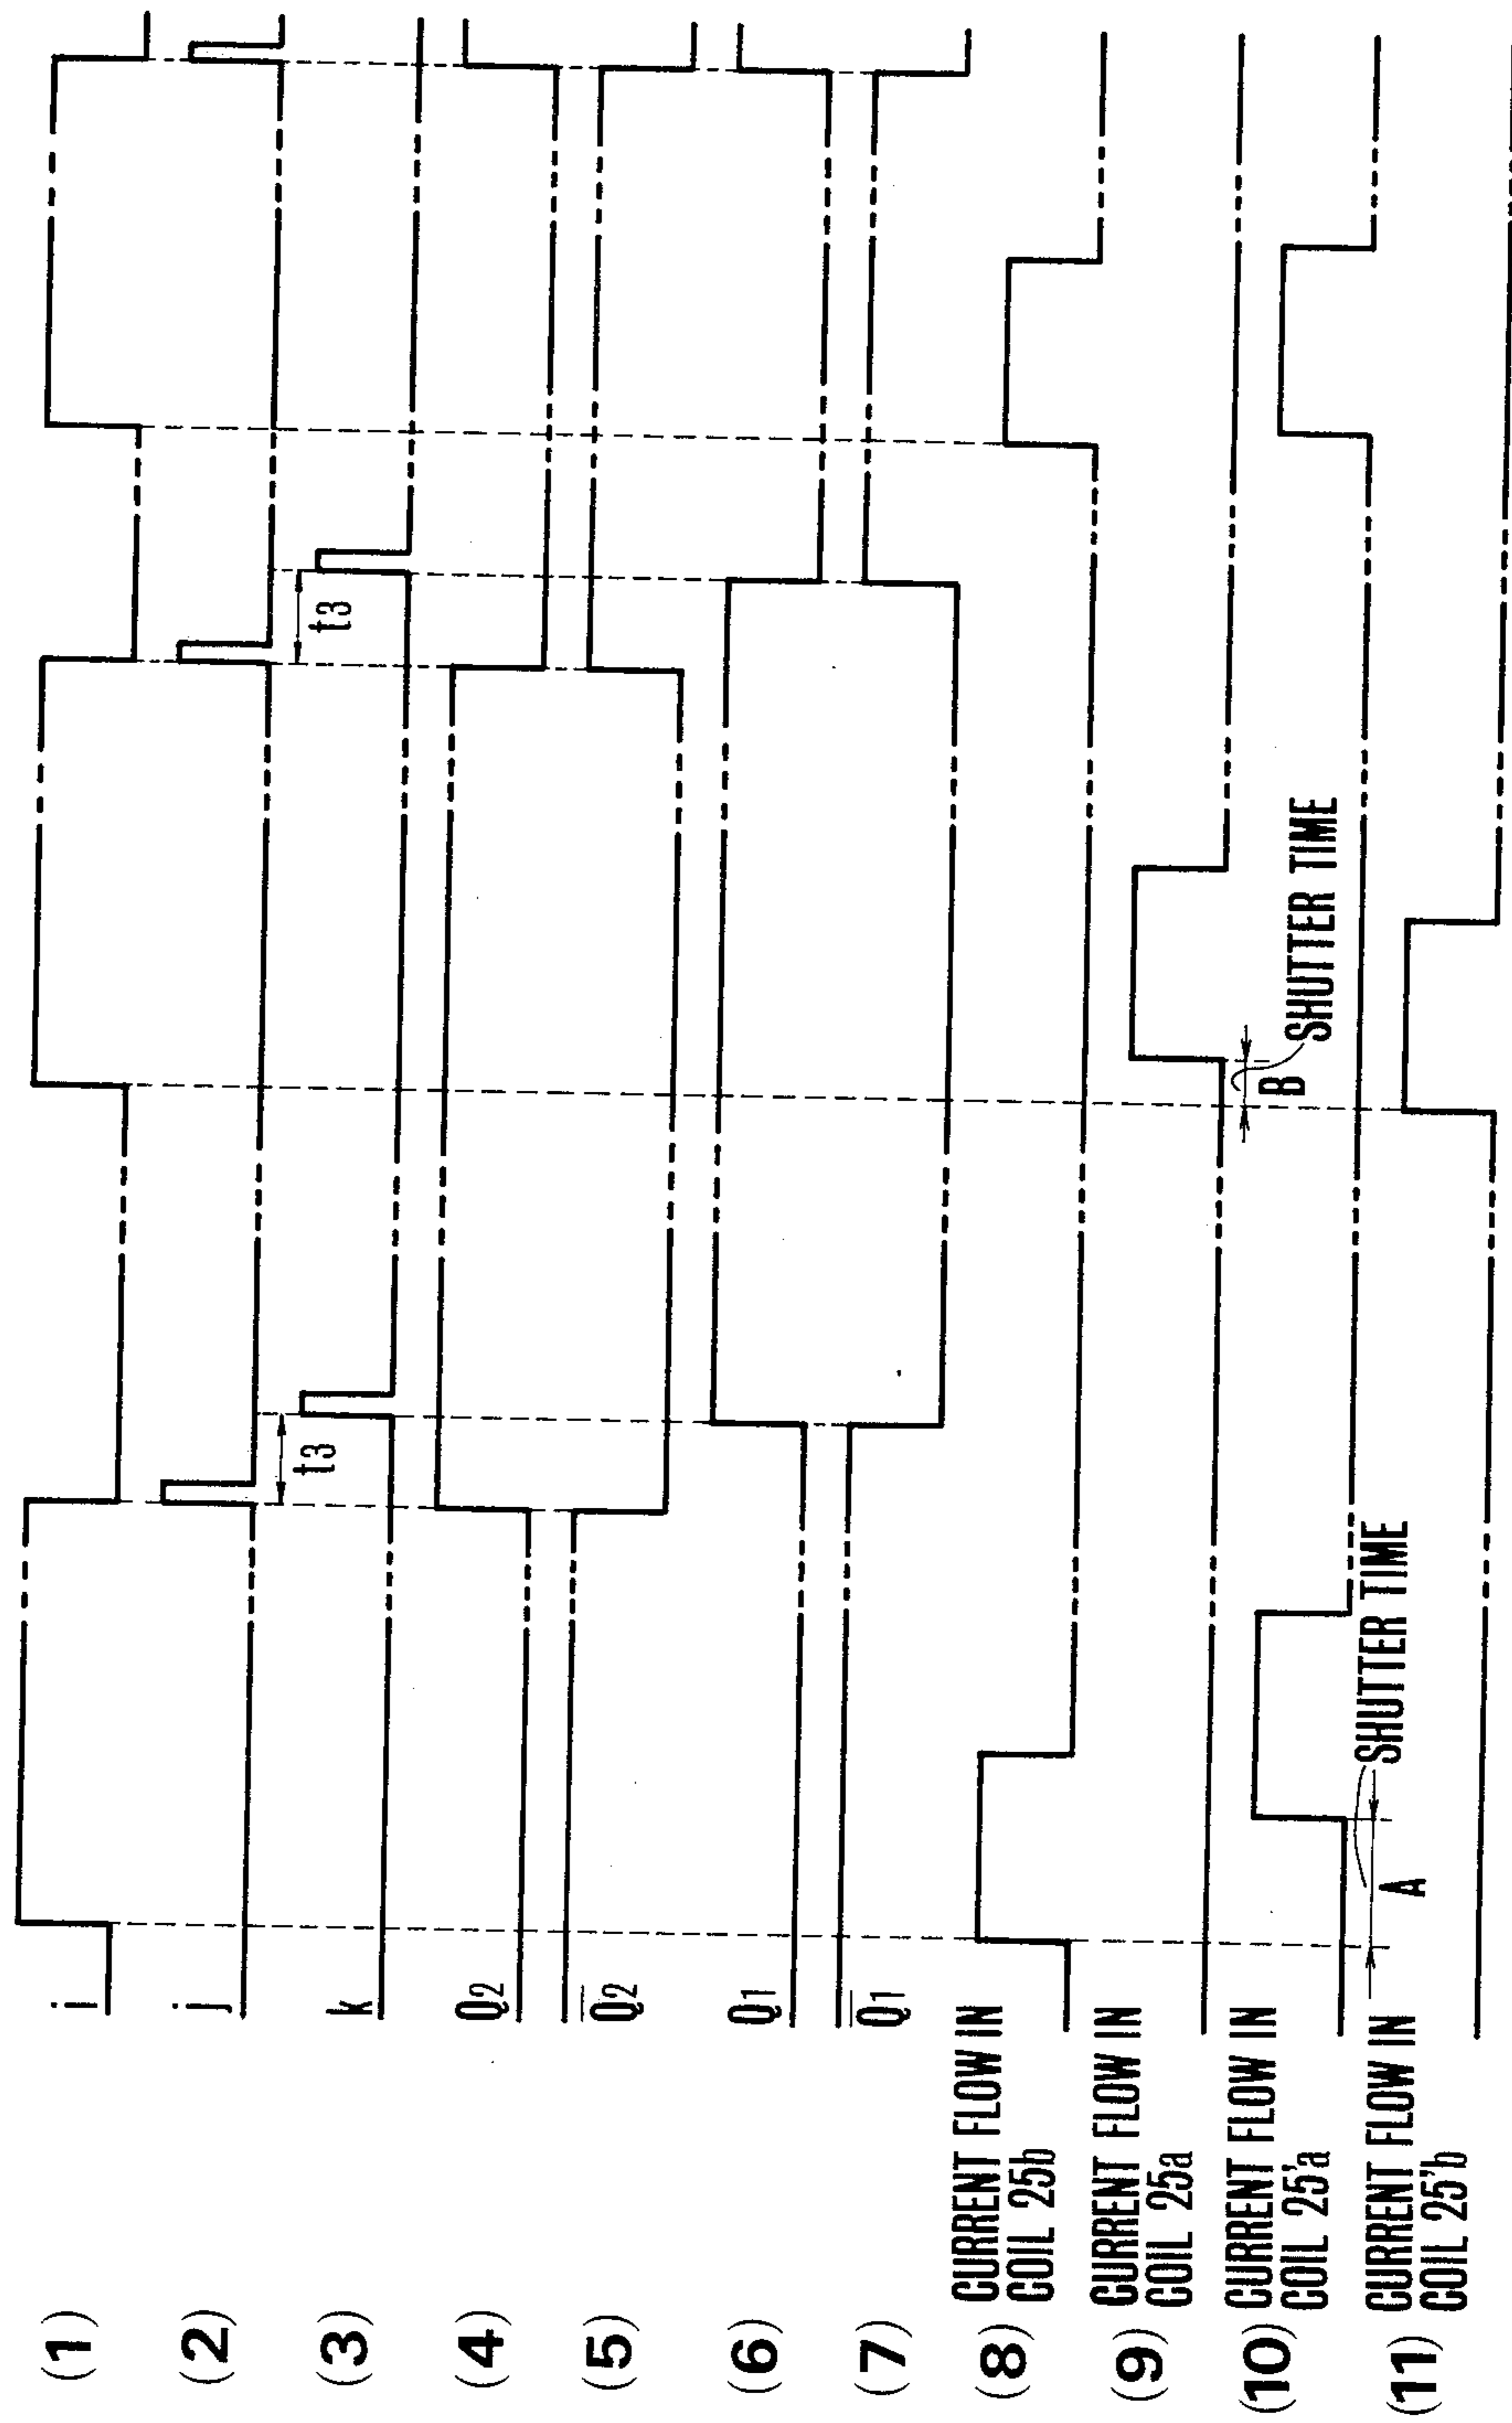 (1) i
(2) j
t3 t3
(3) k
(4) Q2
(5) Q̅2
(6) Q1
(7) Q̅1
(8) CURRENT FLOW IN
COIL 25b
(9) CURRENT FLOW IN
COIL 25a
B SHUTTER TIME
(10) CURRENT FLOW IN
COIL 25'a
A SHUTTER TIME
(11) CURRENT FLOW IN
COIL 25'b